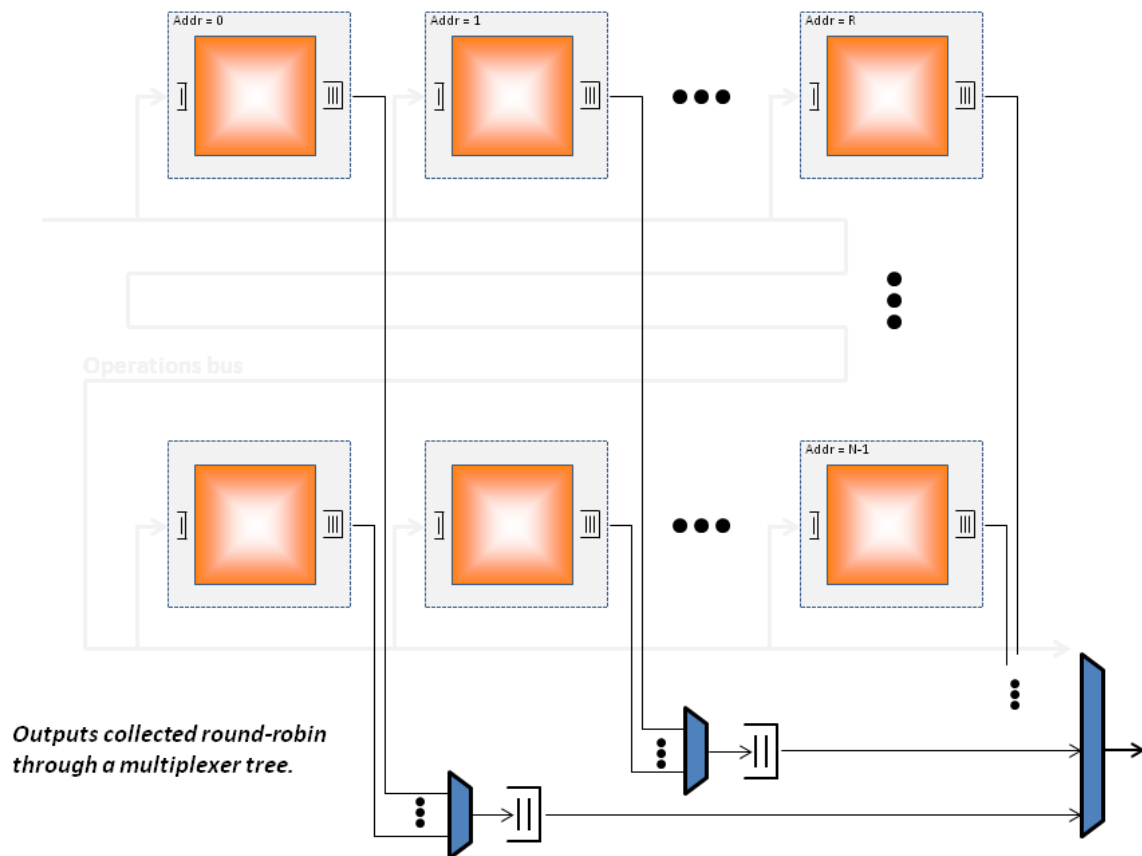 Addr = 0
Addr = 1
Addr = R
Operations bus
Addr = N-1
Outputs collected round-robin
through a multiplexer tree.